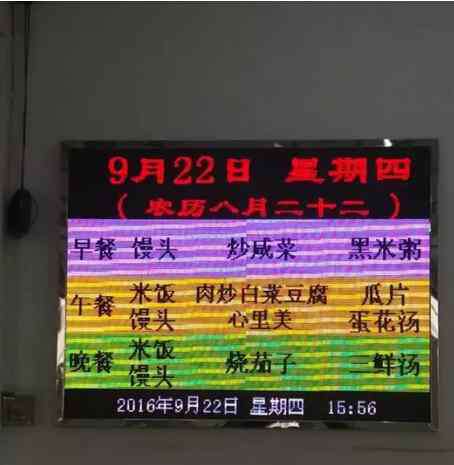 9月22日 星期四
( 农历八月二十二 )
早餐 馒头 炒咸菜 黑米粥
午餐 米饭 肉炒白菜豆腐 瓜片
馒头 心里美 蛋花汤
晚餐 米饭 烧茄子 三鲜汤
馒头
2016年9月22日 星期四 15:56